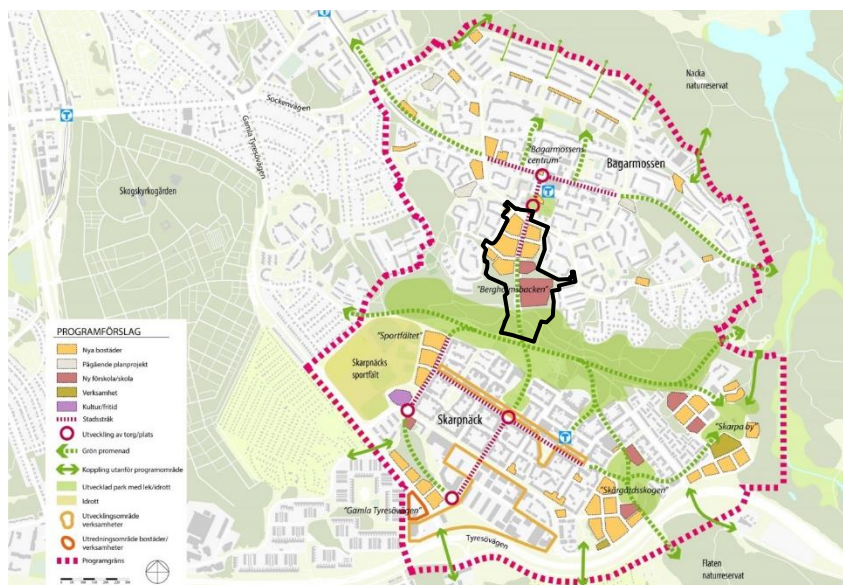 T
T
Sockenvägen
Gamla Tyresövägen
Skogskyrkogården
Nacka
naturreservat
"Bagarmossens
centrum"
Bagarmossen
T
"Bergholmsbacken"
PROGRAMFÖRSLAG
Nya bostäder
Pågående planprojekt
Ny förskola/skola
Verksamhet
Kultur/fritid
Stadsstråk
Utveckling av torg/plats
Grön promenad
Koppling utanför programområde
Utvecklad park med lek/idrott
Idrott
Utvecklingsområde
verksamheter
Utredningsområde bostäder/
verksamheter
Programgräns
"Sportfältet"
Skarpnäcks
sportfält
Skarpnäck
T
"Skarpa by"
"Skärgårdsskogen"
"Gamla Tyresövägen"
Tyresövägen
Flaten
naturreservat